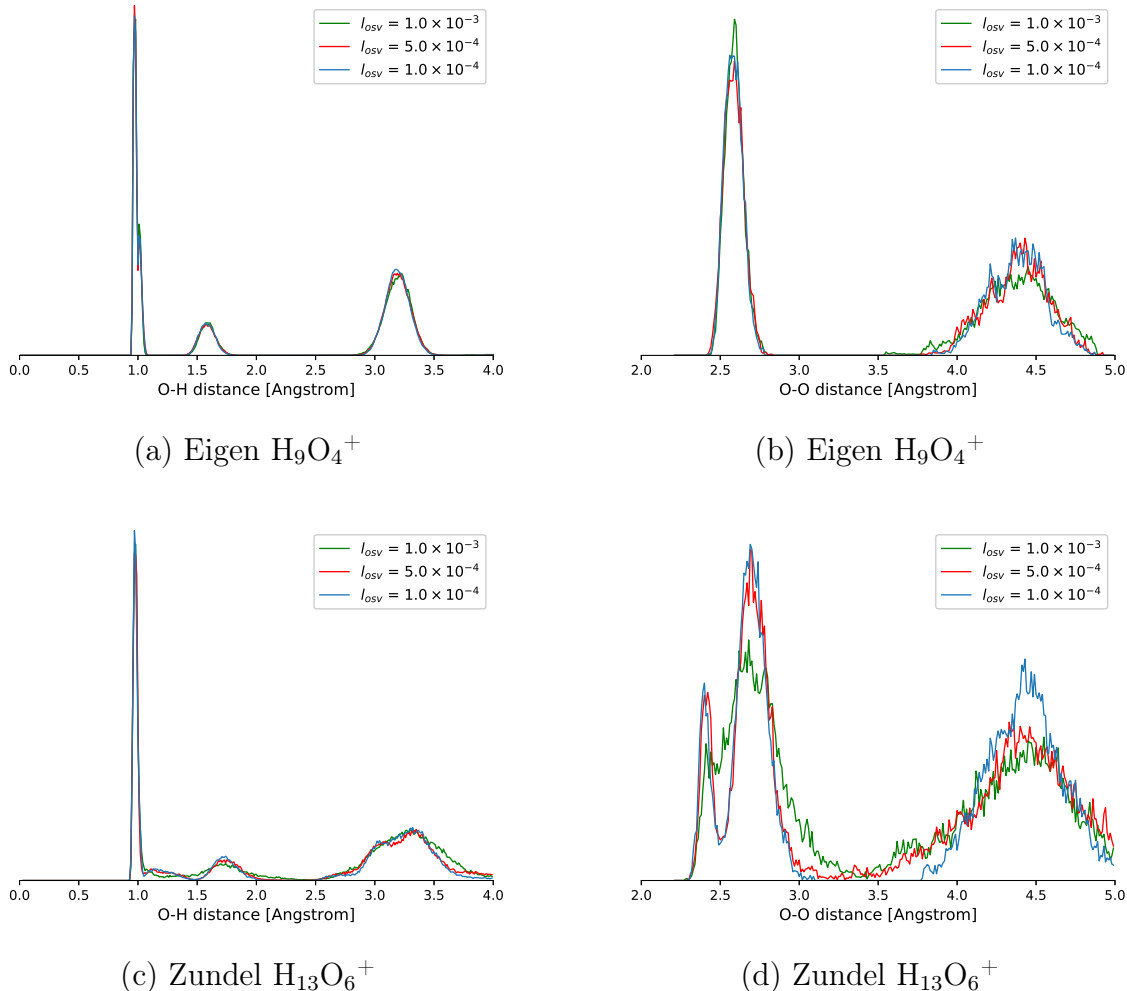 l_osv = 1.0 × 10⁻³
l_osv = 5.0 × 10⁻⁴
l_osv = 1.0 × 10⁻⁴
0.0 0.5 1.0 1.5 2.0 2.5 3.0 3.5 4.0
O-H distance [Angstrom]
(a) Eigen H₉O₄⁺
l_osv = 1.0 × 10⁻³
l_osv = 5.0 × 10⁻⁴
l_osv = 1.0 × 10⁻⁴
2.0 2.5 3.0 3.5 4.0 4.5 5.0
O-O distance [Angstrom]
(b) Eigen H₉O₄⁺
l_osv = 1.0 × 10⁻³
l_osv = 5.0 × 10⁻⁴
l_osv = 1.0 × 10⁻⁴
0.0 0.5 1.0 1.5 2.0 2.5 3.0 3.5 4.0
O-H distance [Angstrom]
(c) Zundel H₁₃O₆⁺
l_osv = 1.0 × 10⁻³
l_osv = 5.0 × 10⁻⁴
l_osv = 1.0 × 10⁻⁴
2.0 2.5 3.0 3.5 4.0 4.5 5.0
O-O distance [Angstrom]
(d) Zundel H₁₃O₆⁺